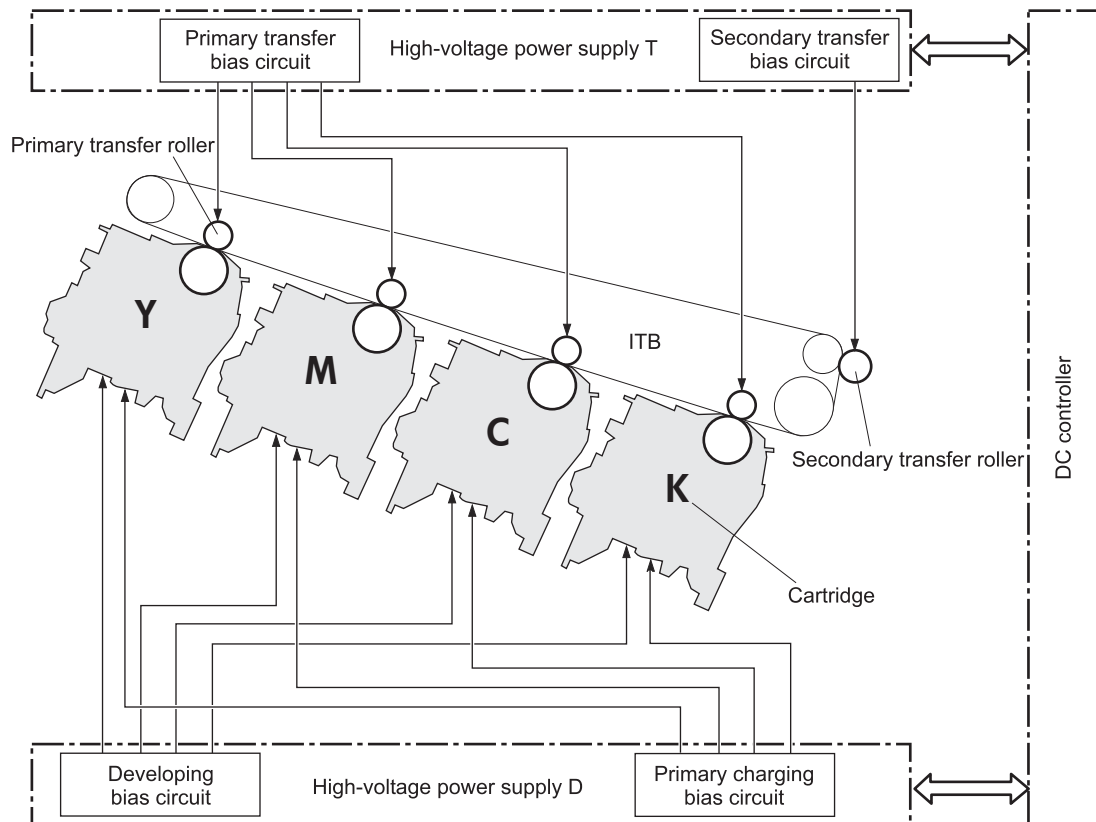 Primary transfer
bias circuit
High-voltage power supply T
Secondary transfer
bias circuit
Primary transfer roller
Y
M
ITB
C
DC controller
Secondary transfer roller
K
Cartridge
Developing
bias circuit
High-voltage power supply D
Primary charging
bias circuit